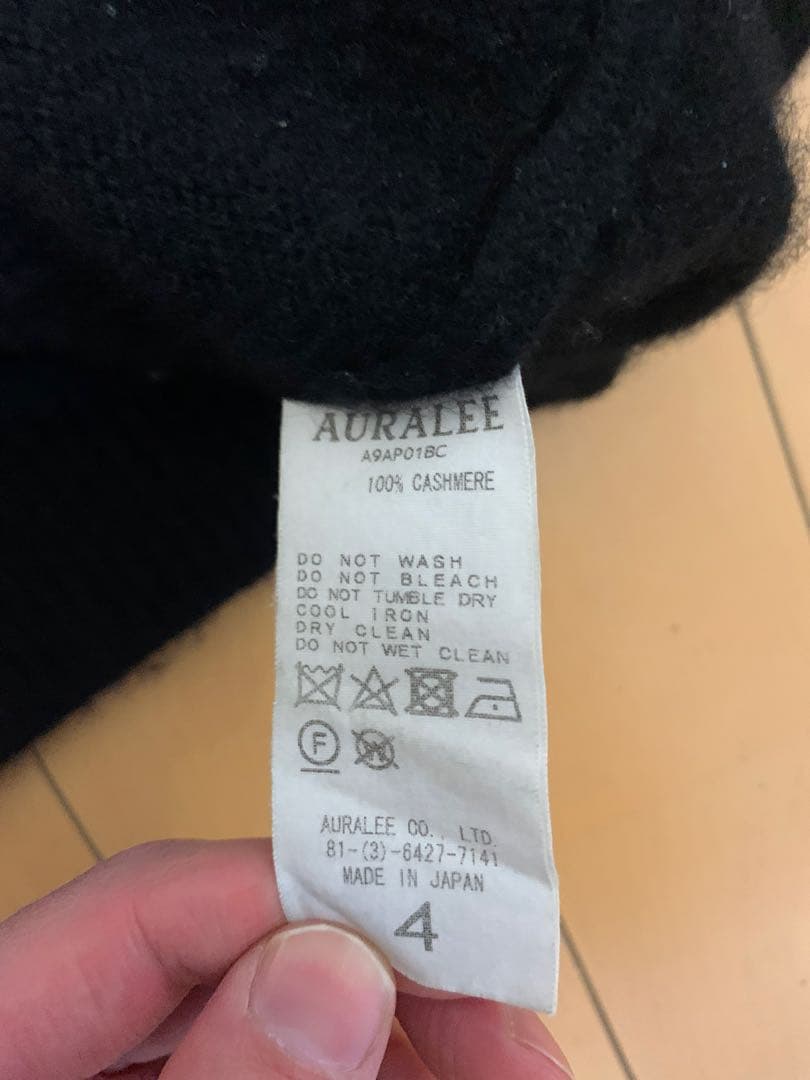 AURALEE
A9AP01BC
100% CASHMERE
DO NOT WASH
DO NOT BLEACH
DO NOT TUMBLE DRY
COOL IRON
DRY CLEAN
DO NOT WET CLEAN
F
W
AURALEE CO., LTD.
81-(3)-6427-7141
MADE IN JAPAN
4